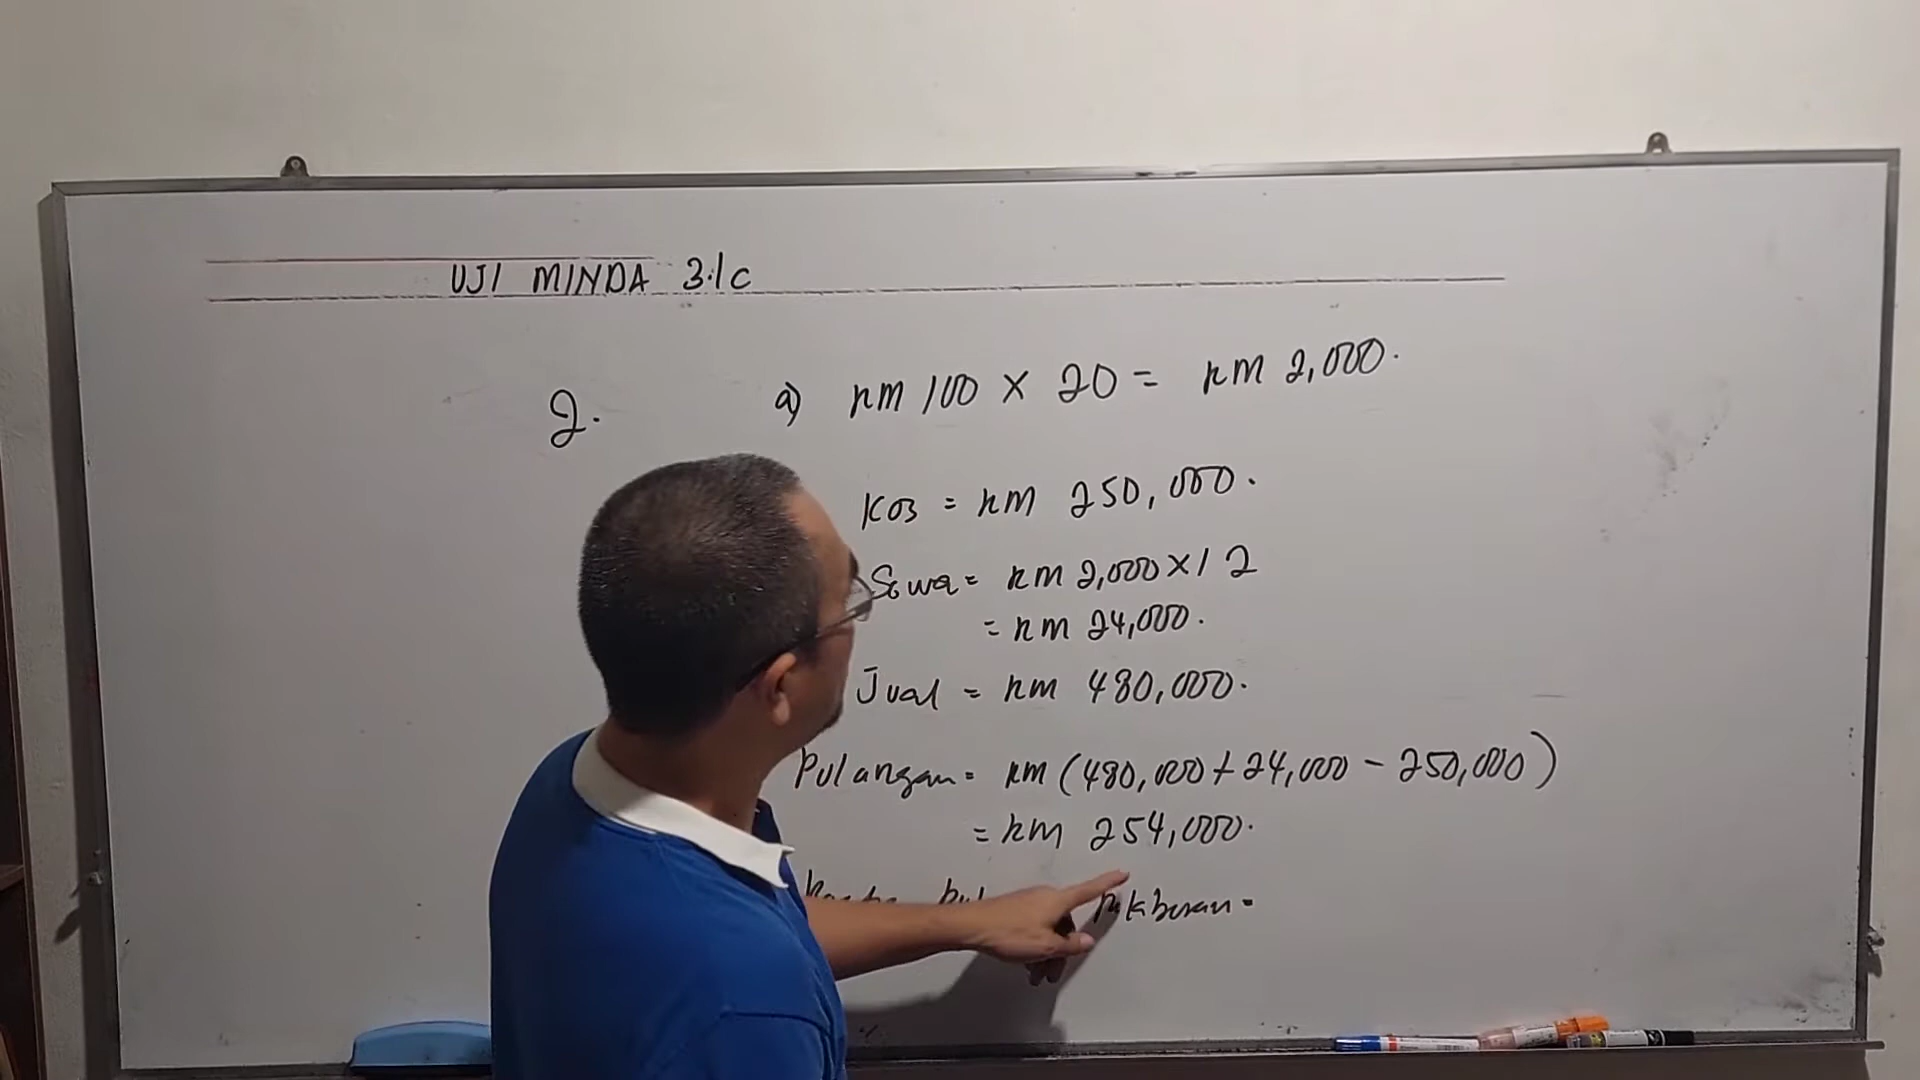 UJI MINDA 3.1c
2. a) RM 100 × 20 = RM 2,000.
Kos = RM 250,000.
Sewa = RM 2,000 × 12
= RM 24,000.
Jual = RM 480,000.
Pulangan = RM (480,000 + 24,000 - 250,000)
= RM 254,000.